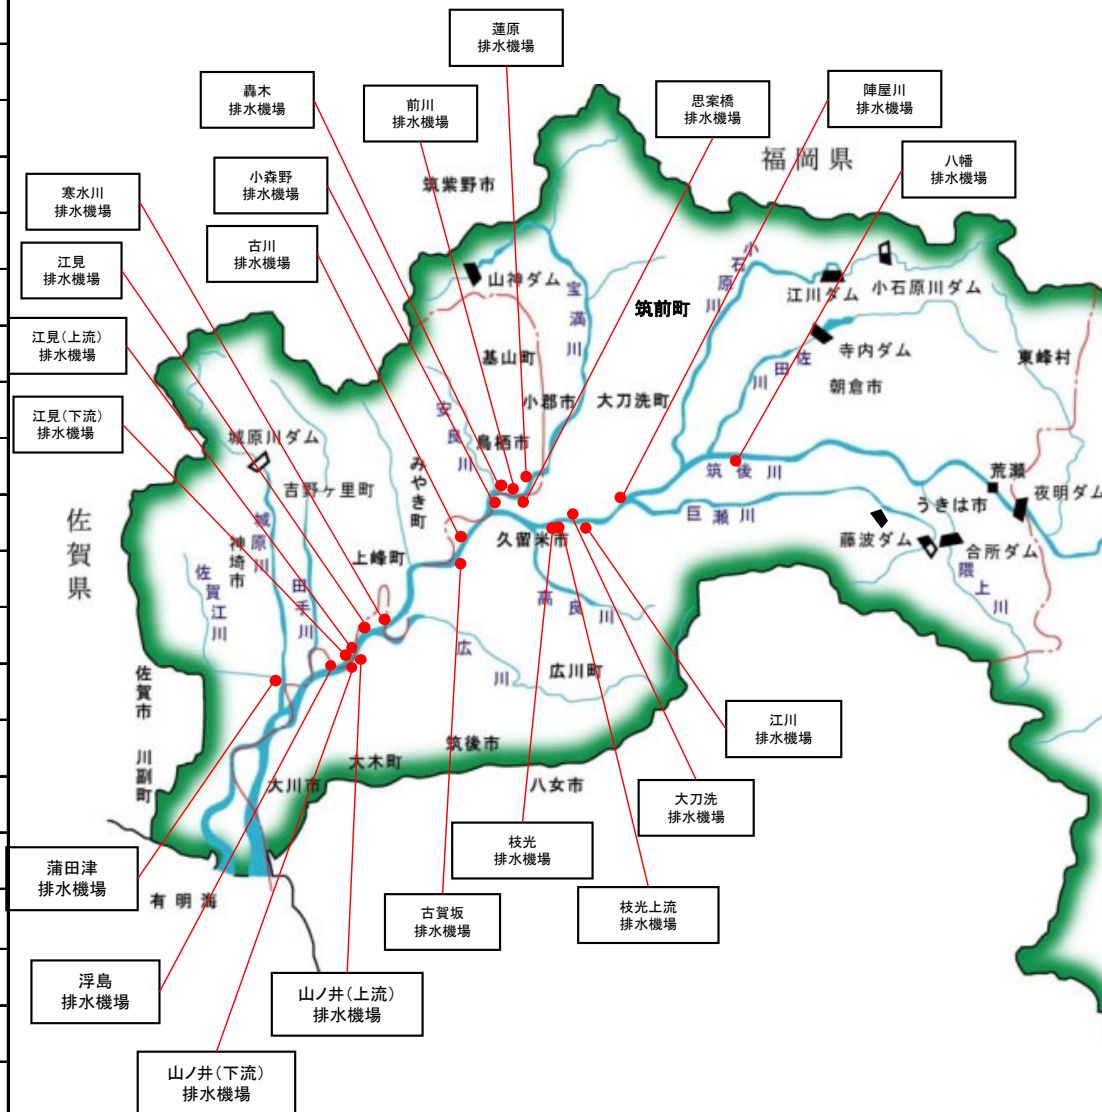 蓮原
排水機場
轟木
排水機場
前川
排水機場
思案橋
排水機場
陣屋川
排水機場
八幡
排水機場
福岡県
小森野
排水機場
筑紫野市
寒水川
排水機場
古川
排水機場
江見
排水機場
江見(上流)
排水機場
江見(下流)
排水機場
山神ダム
宝満川
筑前町
小石原川
江川ダム
小石原川ダム
寺内ダム
佐田川
朝倉市
東峰村
基山町
小郡市
大刀洗町
安良川
鳥栖市
城原川ダム
吉野ヶ里町
みやき町
筑後川
荒瀬
夜明ダム
うきは市
巨瀬川
藤波ダム
合所ダム
隈上川
佐賀県
城原川
神埼市
佐賀江川
田手川
上峰町
久留米市
高良川
広川
広川町
佐賀市
川副町
筑後市
大木町
大川市
八女市
有明海
江川
排水機場
大刀洗
排水機場
枝光
排水機場
枝光上流
排水機場
古賀坂
排水機場
蒲田津
排水機場
浮島
排水機場
山ノ井(上流)
排水機場
山ノ井(下流)
排水機場